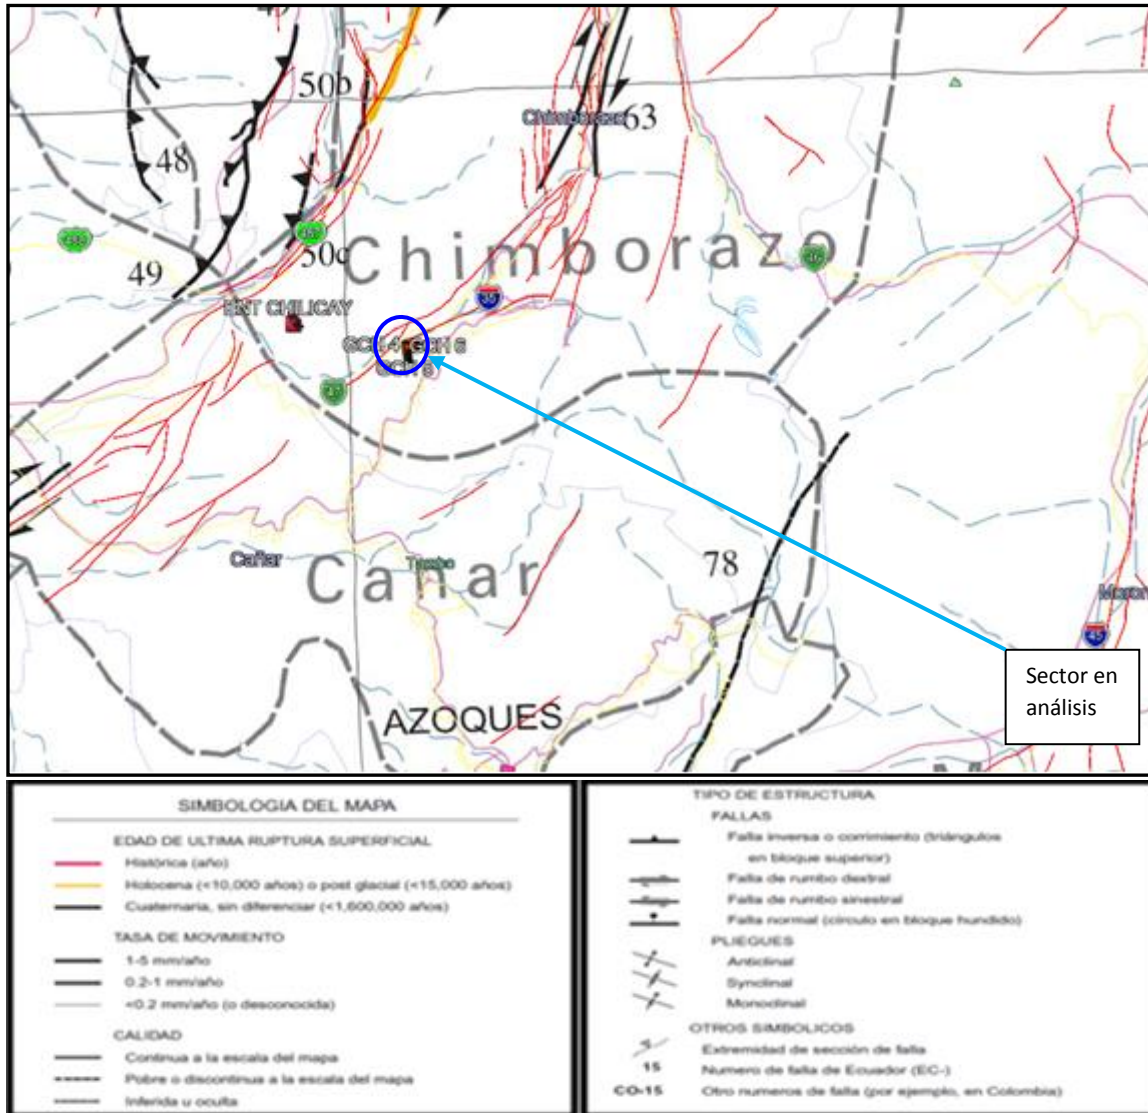 50b
Chimborazo
63
48
Chimborazo
49
50c
ENT CHILICAY
35
46
47
78
Cañar
Tambo
Cañar
Moron
45
AZOQUES
Sector en
análisis
SIMBOLOGIA DEL MAPA
EDAD DE ULTIMA RUPTURA SUPERFICIAL
Histórica (año)
Holocena (<10,000 años) o post glacial (<15,000 años)
Cuaternaria, sin diferenciar (<1,600,000 años)
TASA DE MOVIMIENTO
1-5 mm/año
0.2-1 mm/año
<0.2 mm/año (o desconocida)
CALIDAD
Continua a la escala del mapa
Pobre o discontinua a la escala del mapa
Inferida u oculta
TIPO DE ESTRUCTURA
FALLAS
Falla inversa o corrimiento (triángulos
en bloque superior)
Falla de rumbo dextral
Falla de rumbo sinestral
Falla normal (círculo en bloque hundido)
PLIEGUES
Anticlinal
Synclinal
Monoclinal
OTROS SIMBOLICOS
Extremidad de sección de falla
15 Numero de falla de Ecuador (EC-)
CO-15 Otro numeros de falla (por ejemplo, en Colombia)